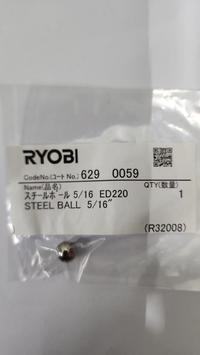 RYOBI
CodeNo.(コードNo.) 629 0059
Name(品名) QTY(数量)
スチールホ゛ール 5/16 ED220 1
STEEL BALL 5/16"
(R32008)